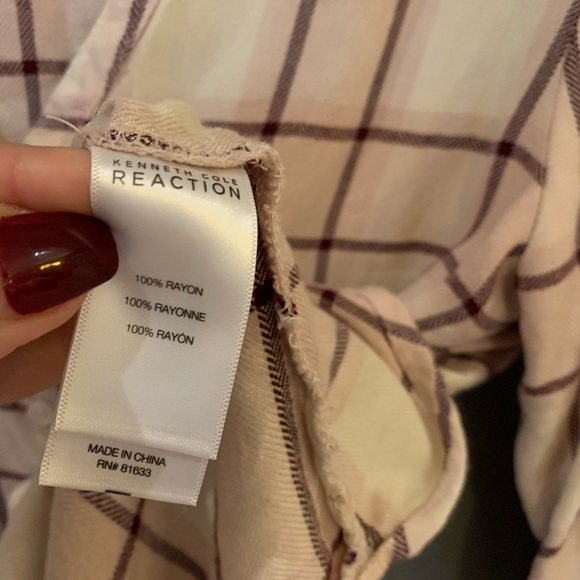 KENNETH COLE
REACTION
100% RAYON
100% RAYONNE
100% RAYÓN
MADE IN CHINA
RN# 81633